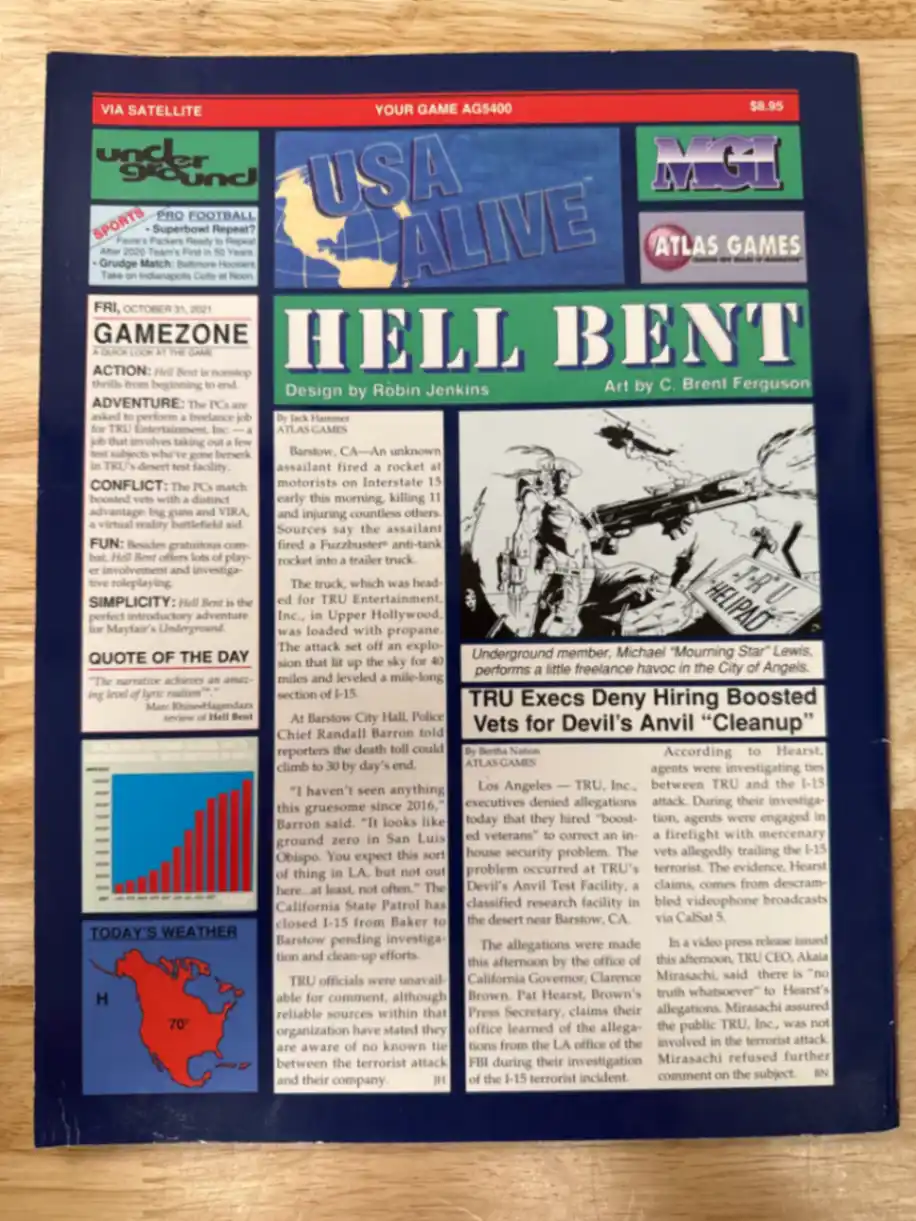 VIA SATELLITE YOUR GAME AG5400 $8.95
underground
SPORTS
PRO FOOTBALL
• Superbowl Repeat?
Favre's Packers Ready to Repeat
After 2020 Team's First in 50 Years.
• Grudge Match: Baltimore Hoosiers
Take on Indianapolis Colts at Noon.
USA
ALIVE™
MGI
ATLAS GAMES
FRI, OCTOBER 31, 2021
GAMEZONE
A QUICK LOOK AT THE GAME
ACTION: Hell Bent is nonstop
thrills from beginning to end.
ADVENTURE: The PCs are
asked to perform a freelance job
for TRU Entertainment, Inc. — a
job that involves taking out a few
test subjects who've gone berserk
in TRU's desert test facility.
CONFLICT: The PCs match
boosted vets with a distinct
advantage: big guns and VIRA,
a virtual reality battlefield aid.
FUN: Besides gratuitous com-
bat, Hell Bent offers lots of play-
er involvement and investiga-
tive roleplaying.
SIMPLICITY: Hell Bent is the
perfect introductory adventure
for Mayfair's Underground.
QUOTE OF THE DAY
"The narrative achieves an amaz-
ing level of lyric realism™."
Marc Rhine•Hagendazs
review of Hell Bent
TODAY'S WEATHER
H
70°
HELL BENT
Design by Robin Jenkins Art by C. Brent Ferguson
By Jack Hammer
ATLAS GAMES
Barstow, CA—An unknown
assailant fired a rocket at
motorists on Interstate 15
early this morning, killing 11
and injuring countless others.
Sources say the assailant
fired a Fuzzbuster® anti-tank
rocket into a trailer truck.
The truck, which was head-
ed for TRU Entertainment,
Inc., in Upper Hollywood,
was loaded with propane.
The attack set off an explo-
sion that lit up the sky for 40
miles and leveled a mile-long
section of I-15.
At Barstow City Hall, Police
Chief Randall Barron told
reporters the death toll could
climb to 30 by day's end.
"I haven't seen anything
this gruesome since 2016,"
Barron said. "It looks like
ground zero in San Luis
Obispo. You expect this sort
of thing in LA, but not out
here...at least, not often." The
California State Patrol has
closed I-15 from Baker to
Barstow pending investiga-
tion and clean-up efforts.
TRU officials were unavail-
able for comment, although
reliable sources within that
organization have stated they
are aware of no known tie
between the terrorist attack
and their company. JH
T*R*U
HELIPAD
Underground member, Michael "Mourning Star" Lewis,
performs a little freelance havoc in the City of Angels.
TRU Execs Deny Hiring Boosted
Vets for Devil's Anvil "Cleanup"
By Bertha Nation
ATLAS GAMES
Los Angeles — TRU, Inc.,
executives denied allegations
today that they hired "boost-
ed veterans" to correct an in-
house security problem. The
problem occurred at TRU's
Devil's Anvil Test Facility, a
classified research facility in
the desert near Barstow, CA.
The allegations were made
this afternoon by the office of
California Governor, Clarence
Brown. Pat Hearst, Brown's
Press Secretary, claims their
office learned of the allega-
tions from the LA office of the
FBI during their investigation
of the I-15 terrorist incident.
According to Hearst,
agents were investigating ties
between TRU and the I-15
attack. During their investiga-
tion, agents were engaged in
a firefight with mercenary
vets allegedly trailing the I-15
terrorist. The evidence, Hearst
claims, comes from descram-
bled videophone broadcasts
via CalSat 5.
In a video press release issued
this afternoon, TRU CEO, Akaia
Mirasachi, said there is "no
truth whatsoever" to Hearst's
allegations. Mirasachi assured
the public TRU, Inc., was not
involved in the terrorist attack.
Mirasachi refused further
comment on the subject. BN